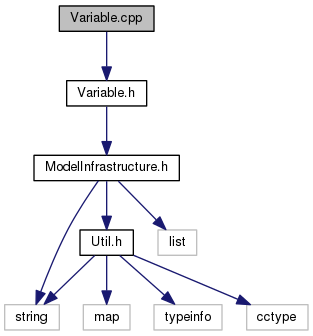 Variable.cpp
Variable.h
ModelInfrastructure.h
Util.h
list
string
map
typeinfo
cctype